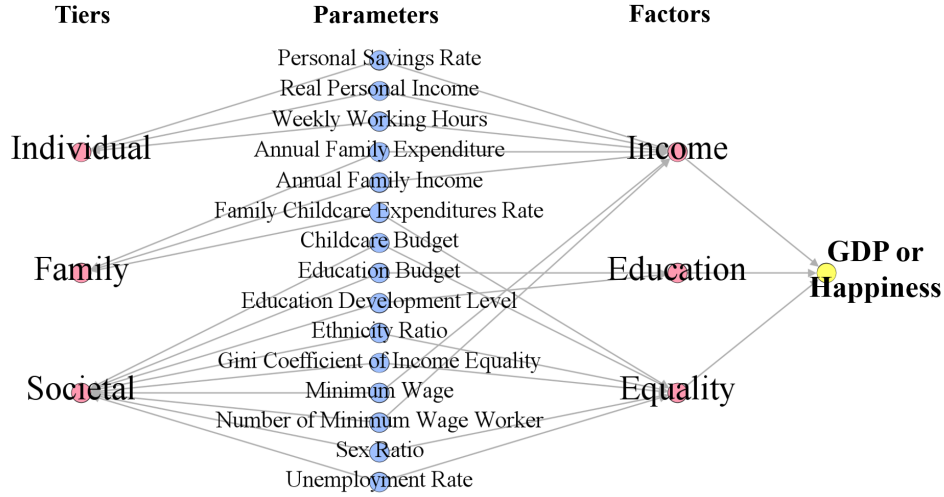 Tiers
Parameters
Factors
Personal Savings Rate
Real Personal Income
Weekly Working Hours
Individual
Annual Family Expenditure
Income
Annual Family Income
Family Childcare Expenditures Rate
Childcare Budget
Family
Education Budget
Education
GDP or
Happiness
Education Development Level
Ethnicity Ratio
Gini Coefficient of Income Equality
Societal
Minimum Wage
Equality
Number of Minimum Wage Worker
Sex Ratio
Unemployment Rate